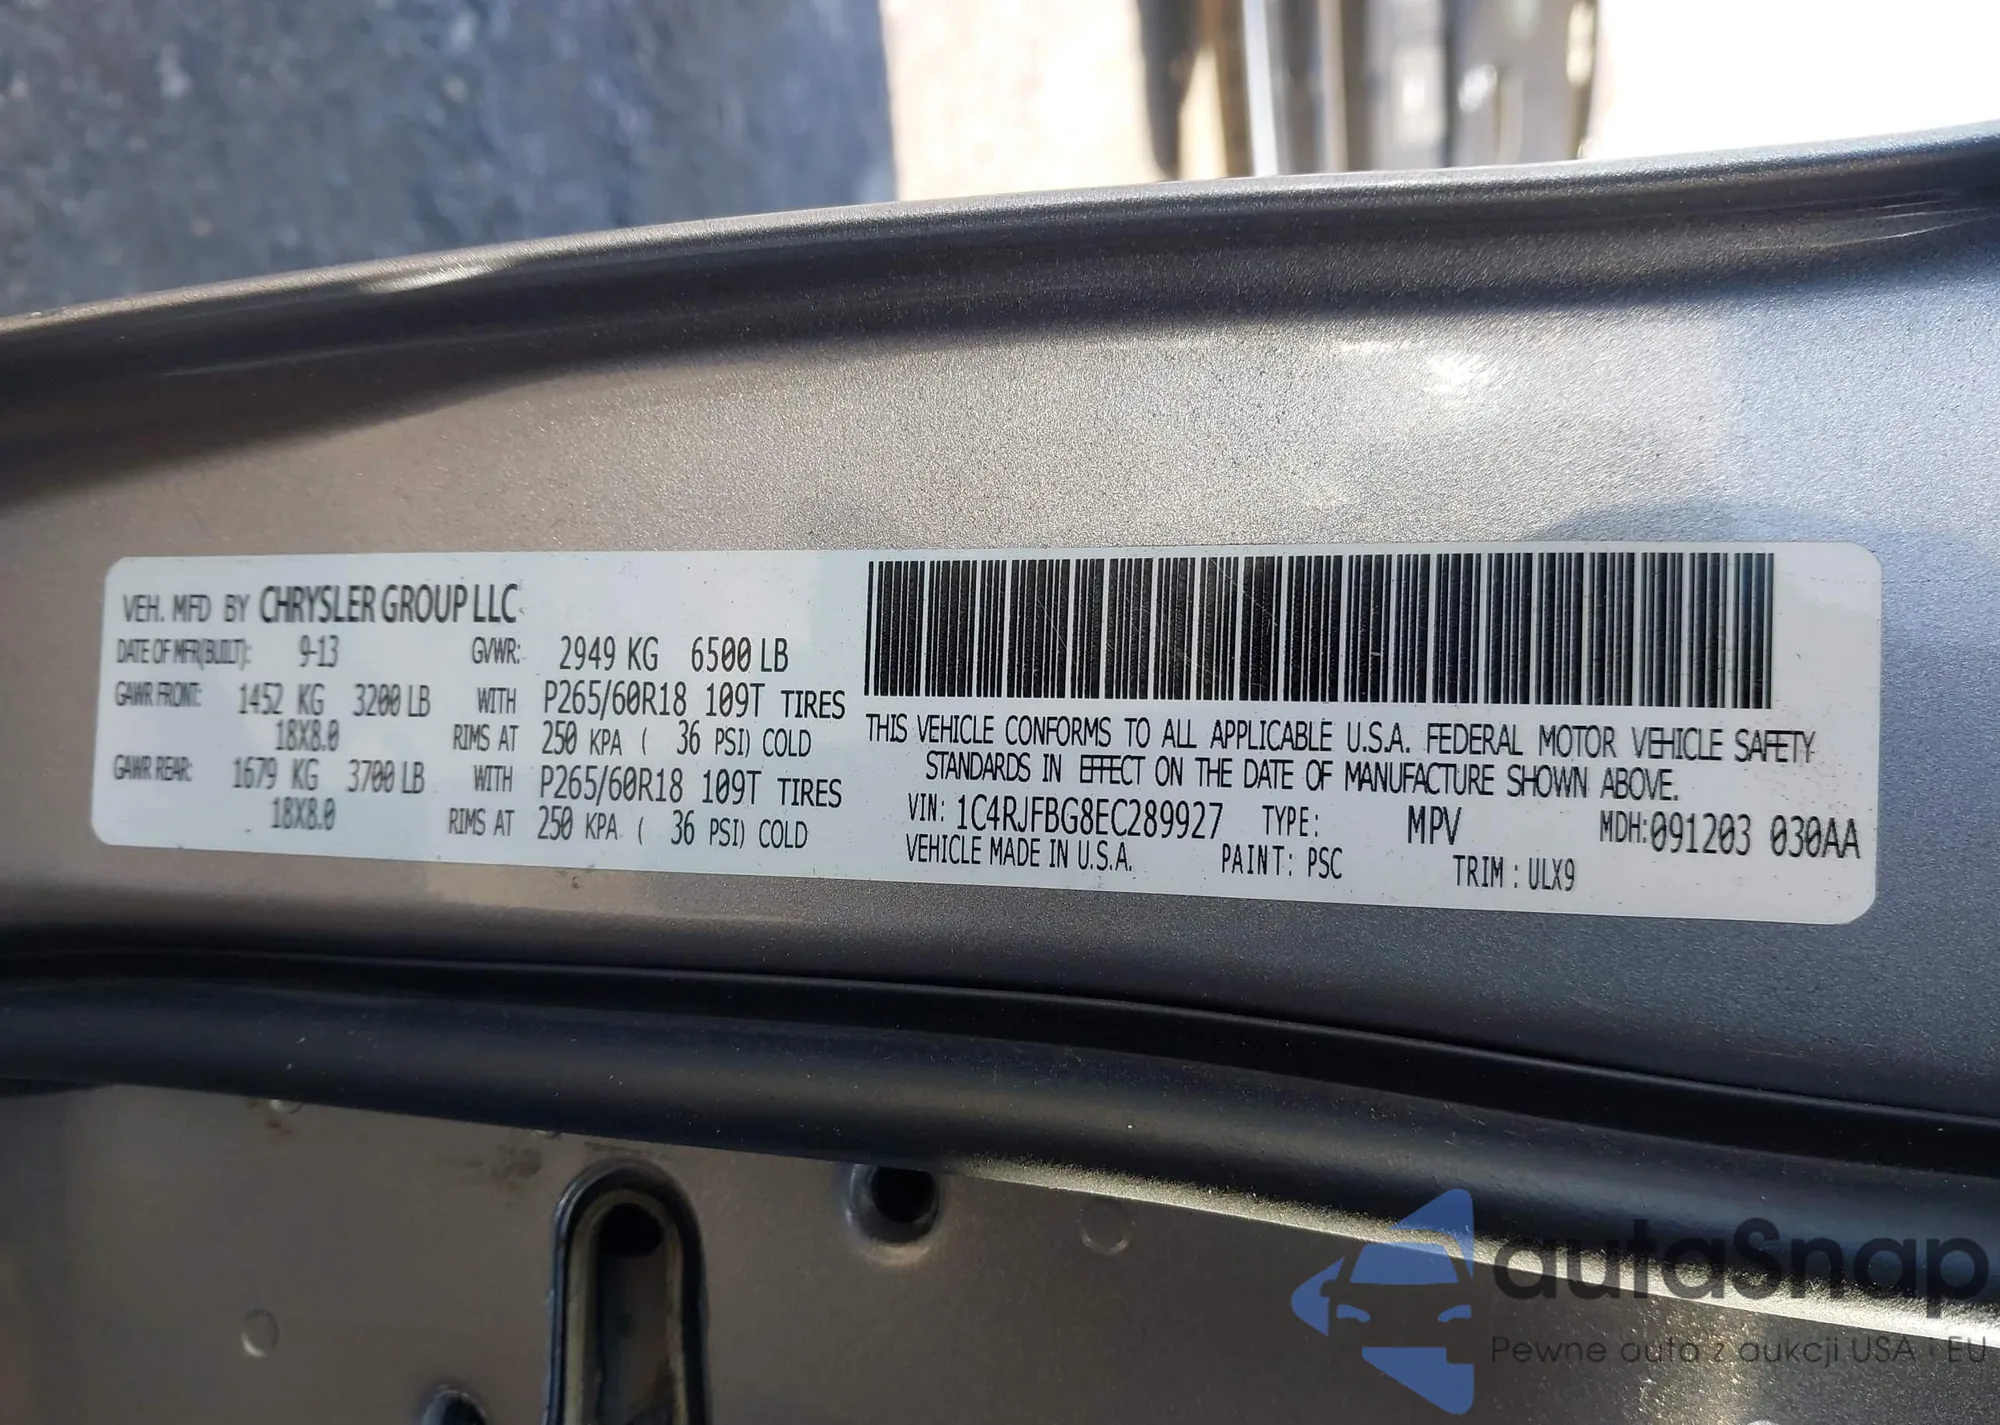 VEH. MFD BY CHRYSLER GROUP LLC
DATE OF MFR(BUILT): 9-13 GVWR: 2949 KG 6500 LB
GAWR FRONT: 1452 KG 3200 LB WITH P265/60R18 109T TIRES
18X8.0 RIMS AT 250 KPA ( 36 PSI) COLD
GAWR REAR: 1679 KG 3700 LB WITH P265/60R18 109T TIRES
18X8.0 RIMS AT 250 KPA ( 36 PSI) COLD
THIS VEHICLE CONFORMS TO ALL APPLICABLE U.S.A. FEDERAL MOTOR VEHICLE SAFETY
STANDARDS IN EFFECT ON THE DATE OF MANUFACTURE SHOWN ABOVE.
VIN: 1C4RJFBG8EC289927 TYPE: MPV MDH:091203 030AA
VEHICLE MADE IN U.S.A. PAINT: PSC TRIM: ULX9
autaSnap
Pewne auta z aukcji USA i EU